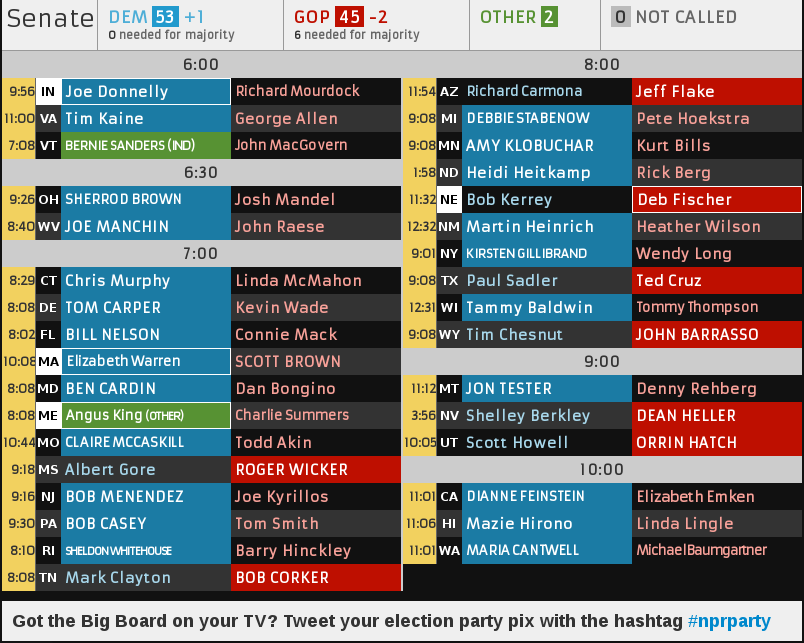 Senate DEM 53 +1 GOP 45 -2 OTHER 2 0 NOT CALLED
0 needed for majority 6 needed for majority
6:00
9:56 IN Joe Donnelly Richard Mourdock
11:00 VA Tim Kaine George Allen
7:08 VT BERNIE SANDERS (IND) John MacGovern
6:30
9:26 OH SHERROD BROWN Josh Mandel
8:40 WV JOE MANCHIN John Raese
7:00
8:29 CT Chris Murphy Linda McMahon
8:08 DE TOM CARPER Kevin Wade
8:02 FL BILL NELSON Connie Mack
10:08 MA Elizabeth Warren SCOTT BROWN
8:08 MD BEN CARDIN Dan Bongino
8:08 ME Angus King (OTHER) Charlie Summers
10:44 MO CLAIRE MCCASKILL Todd Akin
9:18 MS Albert Gore ROGER WICKER
9:16 NJ BOB MENENDEZ Joe Kyrillos
9:30 PA BOB CASEY Tom Smith
8:10 RI SHELDON WHITEHOUSE Barry Hinckley
8:08 TN Mark Clayton BOB CORKER
8:00
11:54 AZ Richard Carmona Jeff Flake
9:08 MI DEBBIE STABENOW Pete Hoekstra
9:08 MN AMY KLOBUCHAR Kurt Bills
1:58 ND Heidi Heitkamp Rick Berg
11:32 NE Bob Kerrey Deb Fischer
12:32 NM Martin Heinrich Heather Wilson
9:01 NY KIRSTEN GILLIBRAND Wendy Long
9:08 TX Paul Sadler Ted Cruz
12:31 WI Tammy Baldwin Tommy Thompson
9:08 WY Tim Chesnut JOHN BARRASSO
9:00
11:12 MT JON TESTER Denny Rehberg
3:56 NV Shelley Berkley DEAN HELLER
10:05 UT Scott Howell ORRIN HATCH
10:00
11:01 CA DIANNE FEINSTEIN Elizabeth Emken
11:06 HI Mazie Hirono Linda Lingle
11:01 WA MARIA CANTWELL Michael Baumgartner
Got the Big Board on your TV? Tweet your election party pix with the hashtag #nprparty